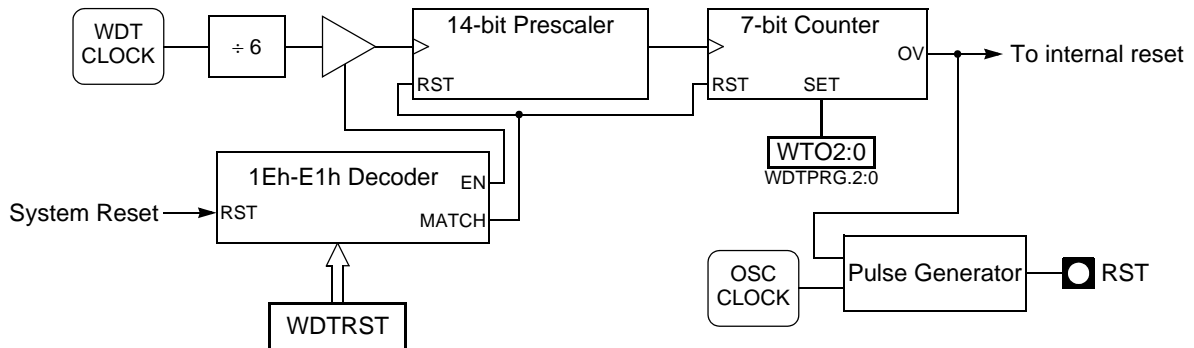 WDT
CLOCK
÷ 6
14-bit Prescaler
RST
7-bit Counter
OV
RST
SET
To internal reset
WTO2:0
WDTPRG.2:0
1Eh-E1h Decoder
EN
System Reset
RST
MATCH
WDTRST
OSC
CLOCK
Pulse Generator
RST